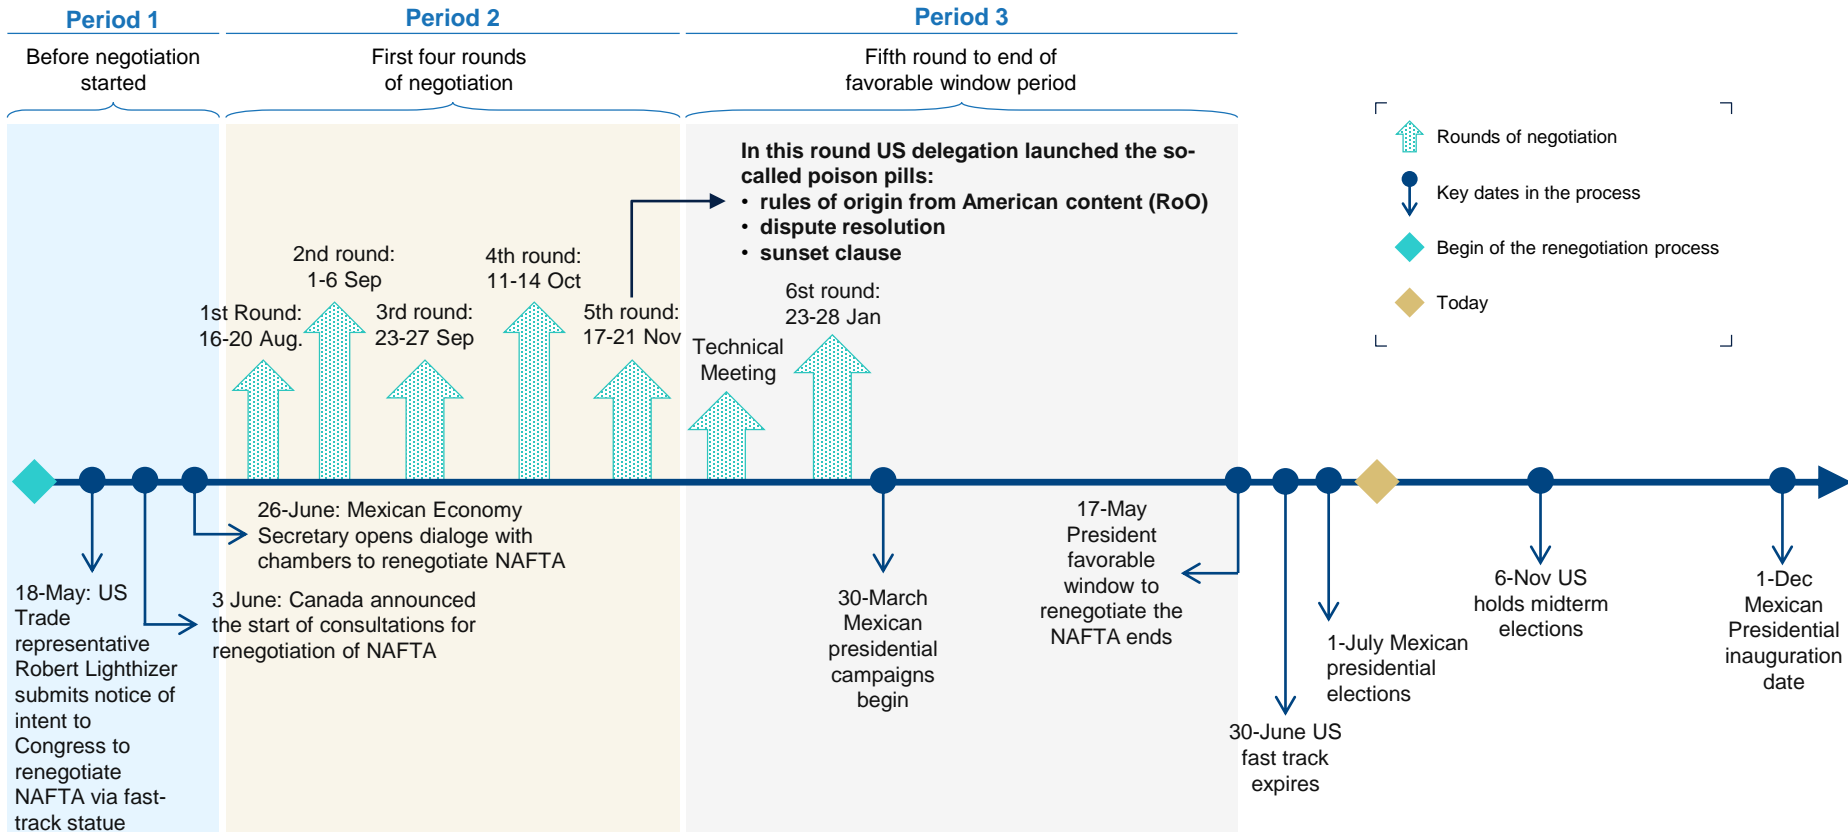 Period 1
Period 2
Period 3
Before negotiation
started
First four rounds
of negotiation
Fifth round to end of
favorable window period
In this round US delegation launched the so-
called poison pills:
• rules of origin from American content (RoO)
• dispute resolution
• sunset clause
Rounds of negotiation
Key dates in the process
Begin of the renegotiation process
Today
1st Round:
16-20 Aug.
2nd round:
1-6 Sep
3rd round:
23-27 Sep
4th round:
11-14 Oct
5th round:
17-21 Nov
Technical
Meeting
6st round:
23-28 Jan
18-May: US
Trade
representative
Robert Lighthizer
submits notice of
intent to
Congress to
renegotiate
NAFTA via fast-
track statue
3 June: Canada announced
the start of consultations for
renegotiation of NAFTA
26-June: Mexican Economy
Secretary opens dialoge with
chambers to renegotiate NAFTA
30-March
Mexican
presidential
campaigns
begin
17-May
President
favorable
window to
renegotiate the
NAFTA ends
30-June US
fast track
expires
1-July Mexican
presidential
elections
6-Nov US
holds midterm
elections
1-Dec
Mexican
Presidential
inauguration
date